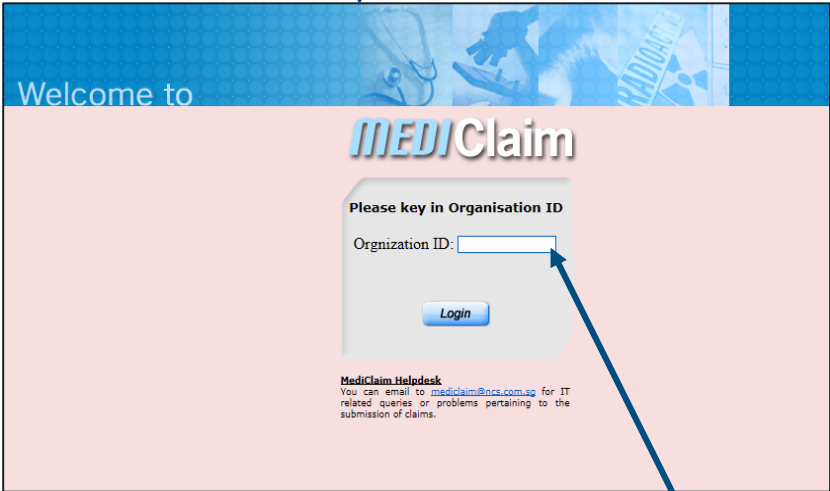 Welcome to
RADIOACTIVE
MEDIClaim
Please key in Organisation ID
Orgnization ID:
Login
MediClaim Helpdesk
You can email to mediclaim@ncs.com.sg for IT
related queries or problems pertaining to the
submission of claims.